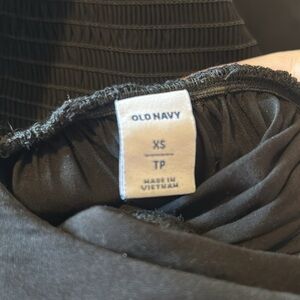 OLD NAVY
XS
TP
MADE IN
VIETNAM